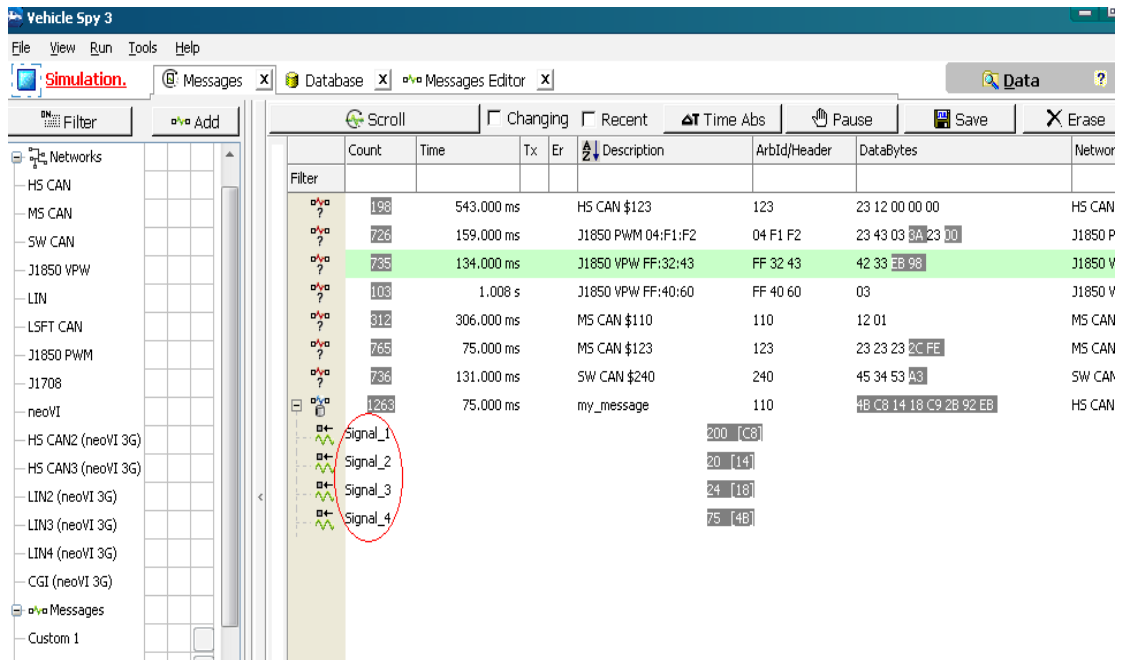 Vehicle Spy 3
File View Run Tools Help
Simulation. Messages X Database X Messages Editor X Data ?
Filter Add Scroll Changing Recent ΔT Time Abs Pause Save X Erase
Count Time Tx Er AZ Description ArbId/Header DataBytes Networ
Filter
Networks
HS CAN
MS CAN
SW CAN
J1850 VPW
LIN
LSFT CAN
J1850 PWM
J1708
neoVI
HS CAN2 (neoVI 3G)
HS CAN3 (neoVI 3G)
LIN2 (neoVI 3G)
LIN3 (neoVI 3G)
LIN4 (neoVI 3G)
CGI (neoVI 3G)
Messages
Custom 1
? 198 543.000 ms HS CAN $123 123 23 12 00 00 00 HS CAN
? 726 159.000 ms J1850 PWM 04:F1:F2 04 F1 F2 23 43 03 3A 23 00 J1850 P
? 735 134.000 ms J1850 VPW FF:32:43 FF 32 43 42 33 EB 98 J1850 V
? 103 1.008 s J1850 VPW FF:40:60 FF 40 60 03 J1850 V
? 312 306.000 ms MS CAN $110 110 12 01 MS CAN
? 765 75.000 ms MS CAN $123 123 23 23 23 2C FE MS CAN
? 736 131.000 ms SW CAN $240 240 45 34 53 A3 SW CAN
1263 75.000 ms my_message 110 4B C8 14 18 C9 2B 92 EB HS CAN
Signal_1 200 [C8]
Signal_2 20 [14]
Signal_3 24 [18]
Signal_4 75 [4B]